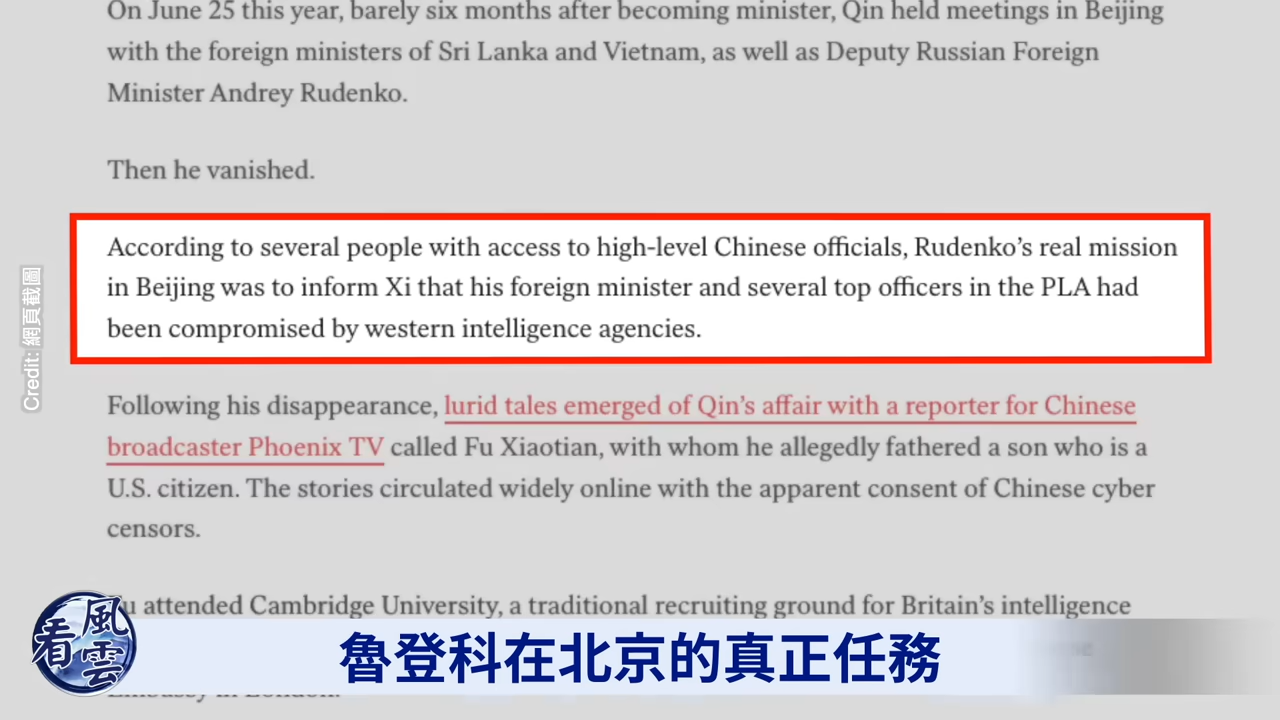 On June 25 this year, barely six months after becoming minister, Qin held meetings in Beijing
with the foreign ministers of Sri Lanka and Vietnam, as well as Deputy Russian Foreign
Minister Andrey Rudenko.
Then he vanished.
According to several people with access to high-level Chinese officials, Rudenko’s real mission
in Beijing was to inform Xi that his foreign minister and several top officers in the PLA had
been compromised by western intelligence agencies.
Credit: 網頁截圖
Following his disappearance, lurid tales emerged of Qin’s affair with a reporter for Chinese
broadcaster Phoenix TV called Fu Xiaotian, with whom he allegedly fathered a son who is a
U.S. citizen. The stories circulated widely online with the apparent consent of Chinese cyber
censors.
attended Cambridge University, a traditional recruiting ground for Britain’s intelligence
看風雲
魯登科在北京的真正任務